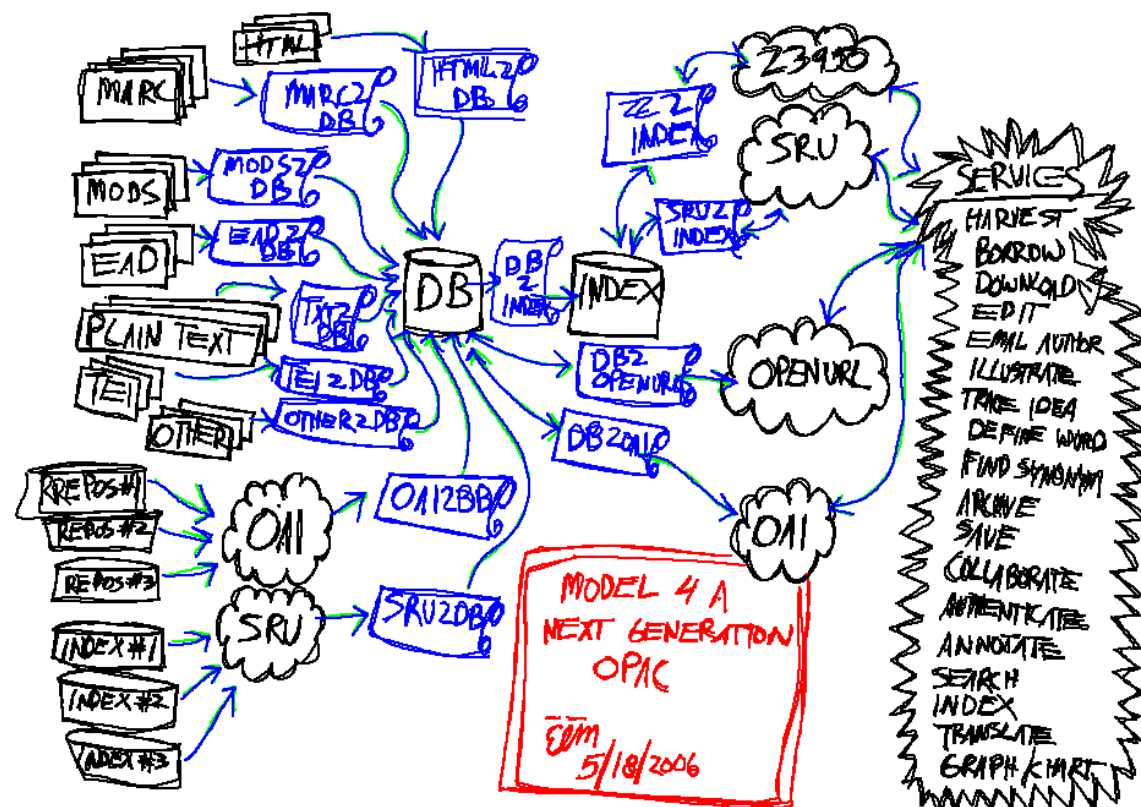 HTML
MARC
MARC2
DB
HTML2
DB
MODS
MODS2
DB
EAD
EAD2
DB
PLAIN TEXT
TXT2
DB
TEI
TEI2DB
OTHER
OTHER2DB
RREPOS#1
REPOS#2
REPOS#3
OAI
OAI2BB
INDEX#1
INDEX#2
INDEX#3
SRU
SRU2DB
DB
DB
2
INDEX
INDEX
Z2
INDEX
SRU2
INDEX
Z3950
SRU
DB2
OPENURL
OPENURL
DB2OAI
OAI
MODEL 4 A
NEXT GENERATION
OPAC
ELM
5/18/2006
SERVICES
HARVEST
BORROW
DOWNLOAD
EDIT
EMAIL AUTHOR
ILLUSTRATE
TRACE IDEA
DEFINE WORD
FIND SYNONYM
ARCHIVE
SAVE
COLLABORATE
AUTHENTICATE
ANNOTATE
SEARCH
INDEX
TRANSLATE
GRAPH/CHART